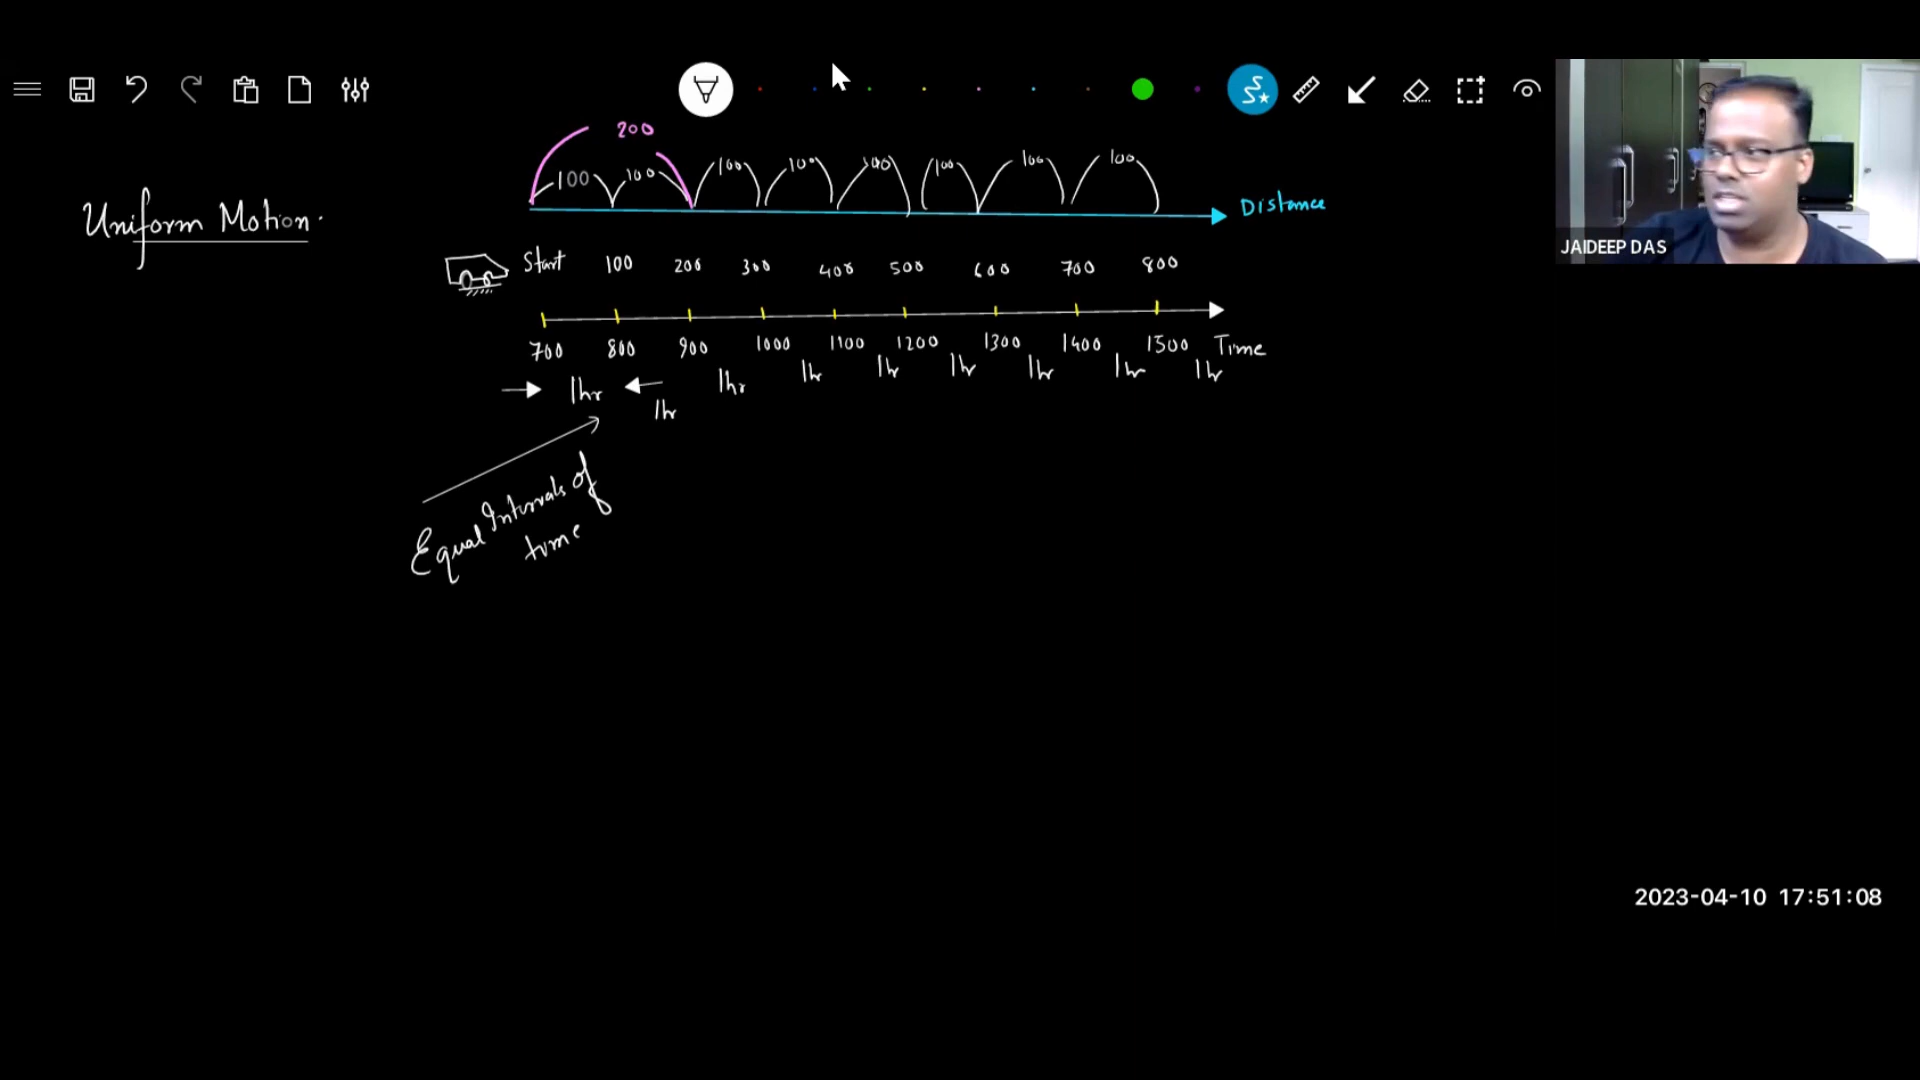 200
100 100 100 100 100 100 100 100
Distance
Uniform Motion.
JAIDEEP DAS
Start 100 200 300 400 500 600 700 800
700 800 900 1000 1100 1200 1300 1400 1500 Time
1hr 1hr 1hr 1hr 1hr 1hr 1hr 1hr 1hr
Equal Intervals of
time
2023-04-10 17:51:08